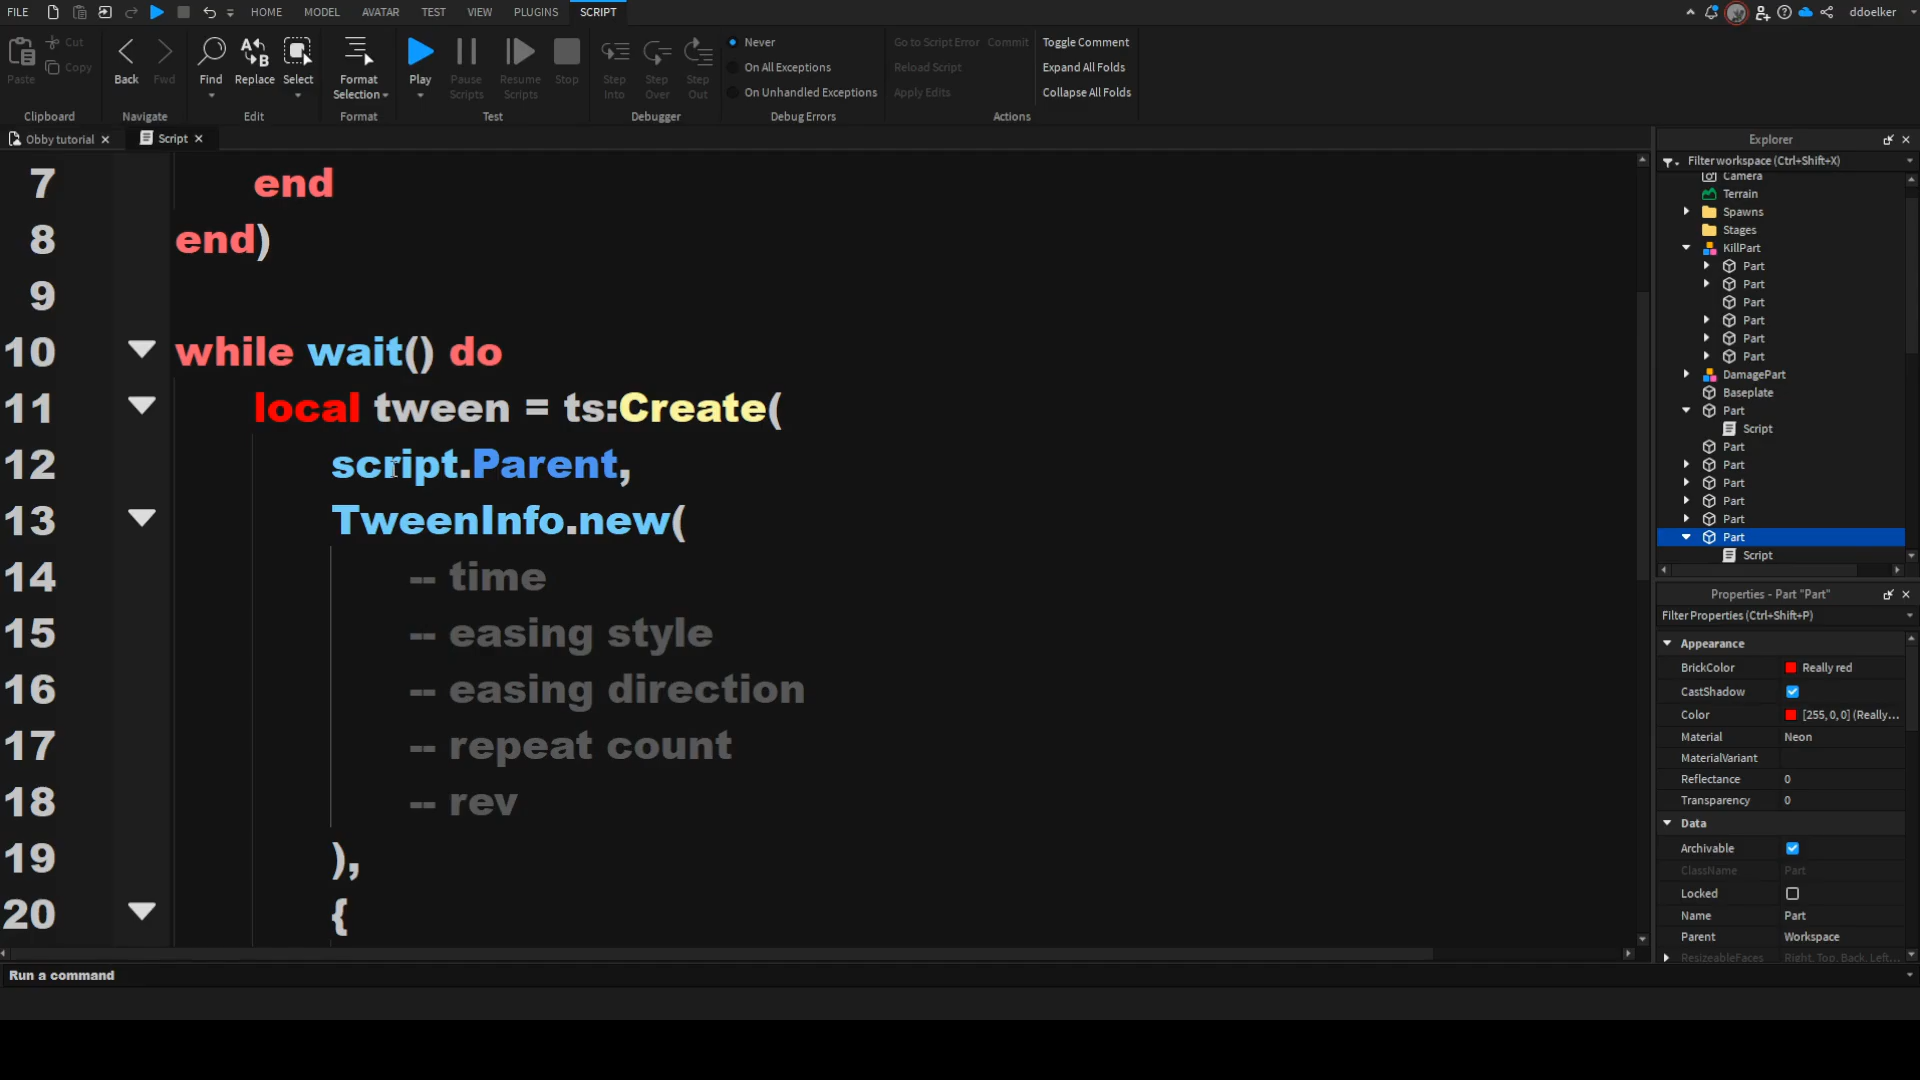 FILE HOME MODEL AVATAR TEST VIEW PLUGINS SCRIPT ddoelker
Paste Cut Copy Back Fwd Find Replace Select Format Selection Play Pause Scripts Resume Scripts Stop Step Into Step Over Step Out
Never
On All Exceptions
On Unhandled Exceptions
Go to Script Error Commit
Reload Script
Apply Edits
Toggle Comment
Expand All Folds
Collapse All Folds
Clipboard Navigate Edit Format Test Debugger Debug Errors Actions
Obby tutorial Script
7 end
8 end)
9
10 while wait() do
11 local tween = ts:Create(
12 script.Parent,
13 TweenInfo.new(
14 -- time
15 -- easing style
16 -- easing direction
17 -- repeat count
18 -- rev
19 ),
20 {
Run a command
Explorer
Filter workspace (Ctrl+Shift+X)
Camera
Terrain
Spawns
Stages
KillPart
Part
Part
Part
Part
Part
Part
DamagePart
Baseplate
Part
Script
Part
Part
Part
Part
Part
Part
Script
Properties - Part "Part"
Filter Properties (Ctrl+Shift+P)
Appearance
BrickColor Really red
CastShadow
Color [255, 0, 0] (Really...
Material Neon
MaterialVariant
Reflectance 0
Transparency 0
Data
Archivable
ClassName Part
Locked
Name Part
Parent Workspace
ResizeableFaces Right, Top, Back, Left...